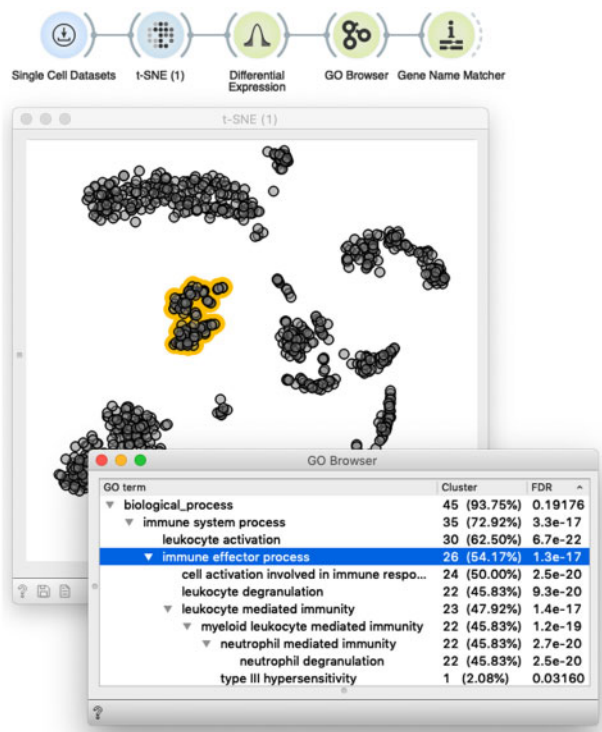 Single Cell Datasets
t-SNE (1)
Differential
Expression
GO Browser
Gene Name Matcher
t-SNE (1)
GO Browser
GO term Cluster FDR
biological_process 45 (93.75%) 0.19176
immune system process 35 (72.92%) 3.3e-17
leukocyte activation 30 (62.50%) 6.7e-22
immune effector process 26 (54.17%) 1.3e-17
cell activation involved in immune respo... 24 (50.00%) 2.5e-20
leukocyte degranulation 22 (45.83%) 9.3e-20
leukocyte mediated immunity 23 (47.92%) 1.4e-17
myeloid leukocyte mediated immunity 22 (45.83%) 1.2e-19
neutrophil mediated immunity 22 (45.83%) 2.7e-20
neutrophil degranulation 22 (45.83%) 2.5e-20
type III hypersensitivity 1 (2.08%) 0.03160
?
?